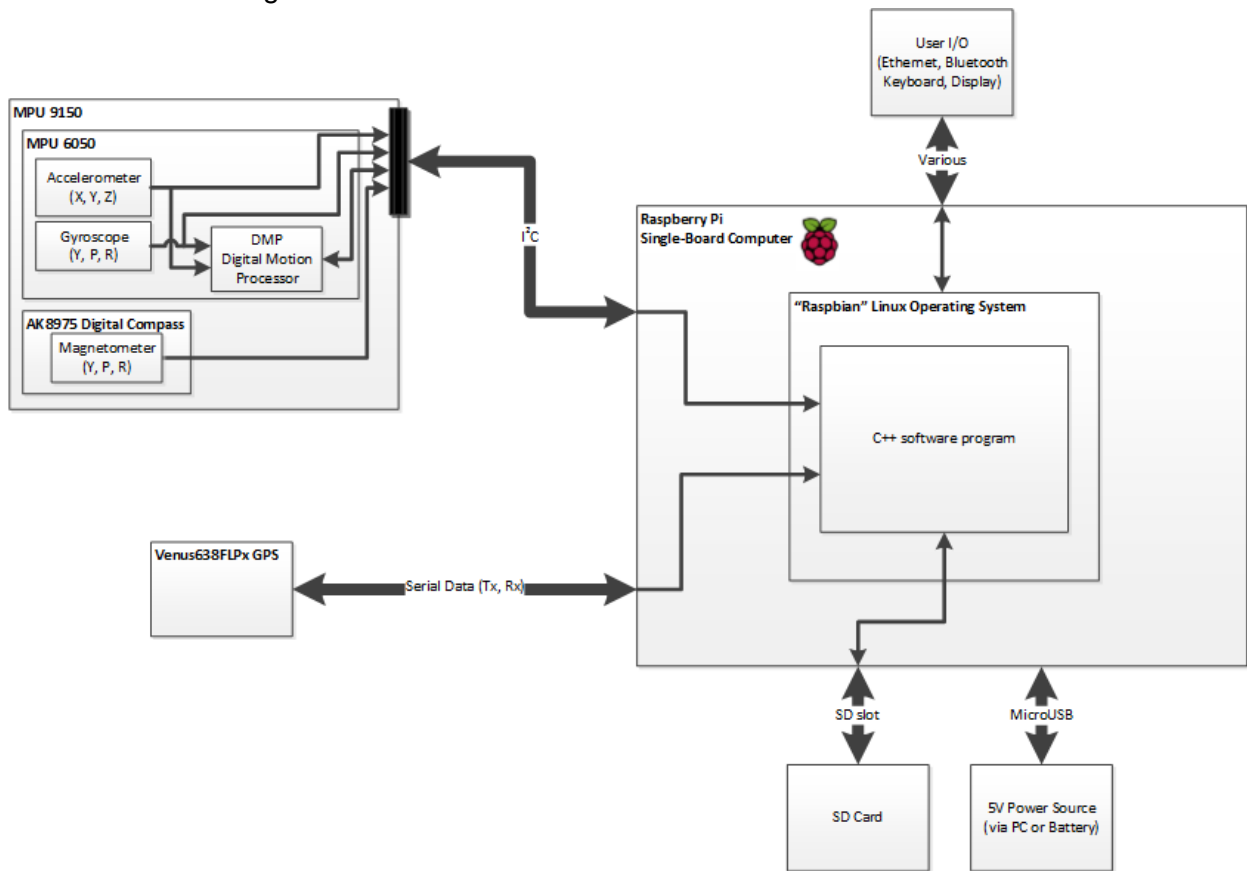 User I/O
(Ethernet, Bluetooth
Keyboard, Display)
Various
MPU 9150
MPU 6050
Accelerometer
(X, Y, Z)
Gyroscope
(Y, P, R)
DMP
Digital Motion
Processor
AK8975 Digital Compass
Magnetometer
(Y, P, R)
I²C
Raspberry Pi
Single-Board Computer
“Raspbian” Linux Operating System
C++ software program
Venus638FLPx GPS
Serial Data (Tx, Rx)
SD slot
MicroUSB
SD Card
5V Power Source
(via PC or Battery)